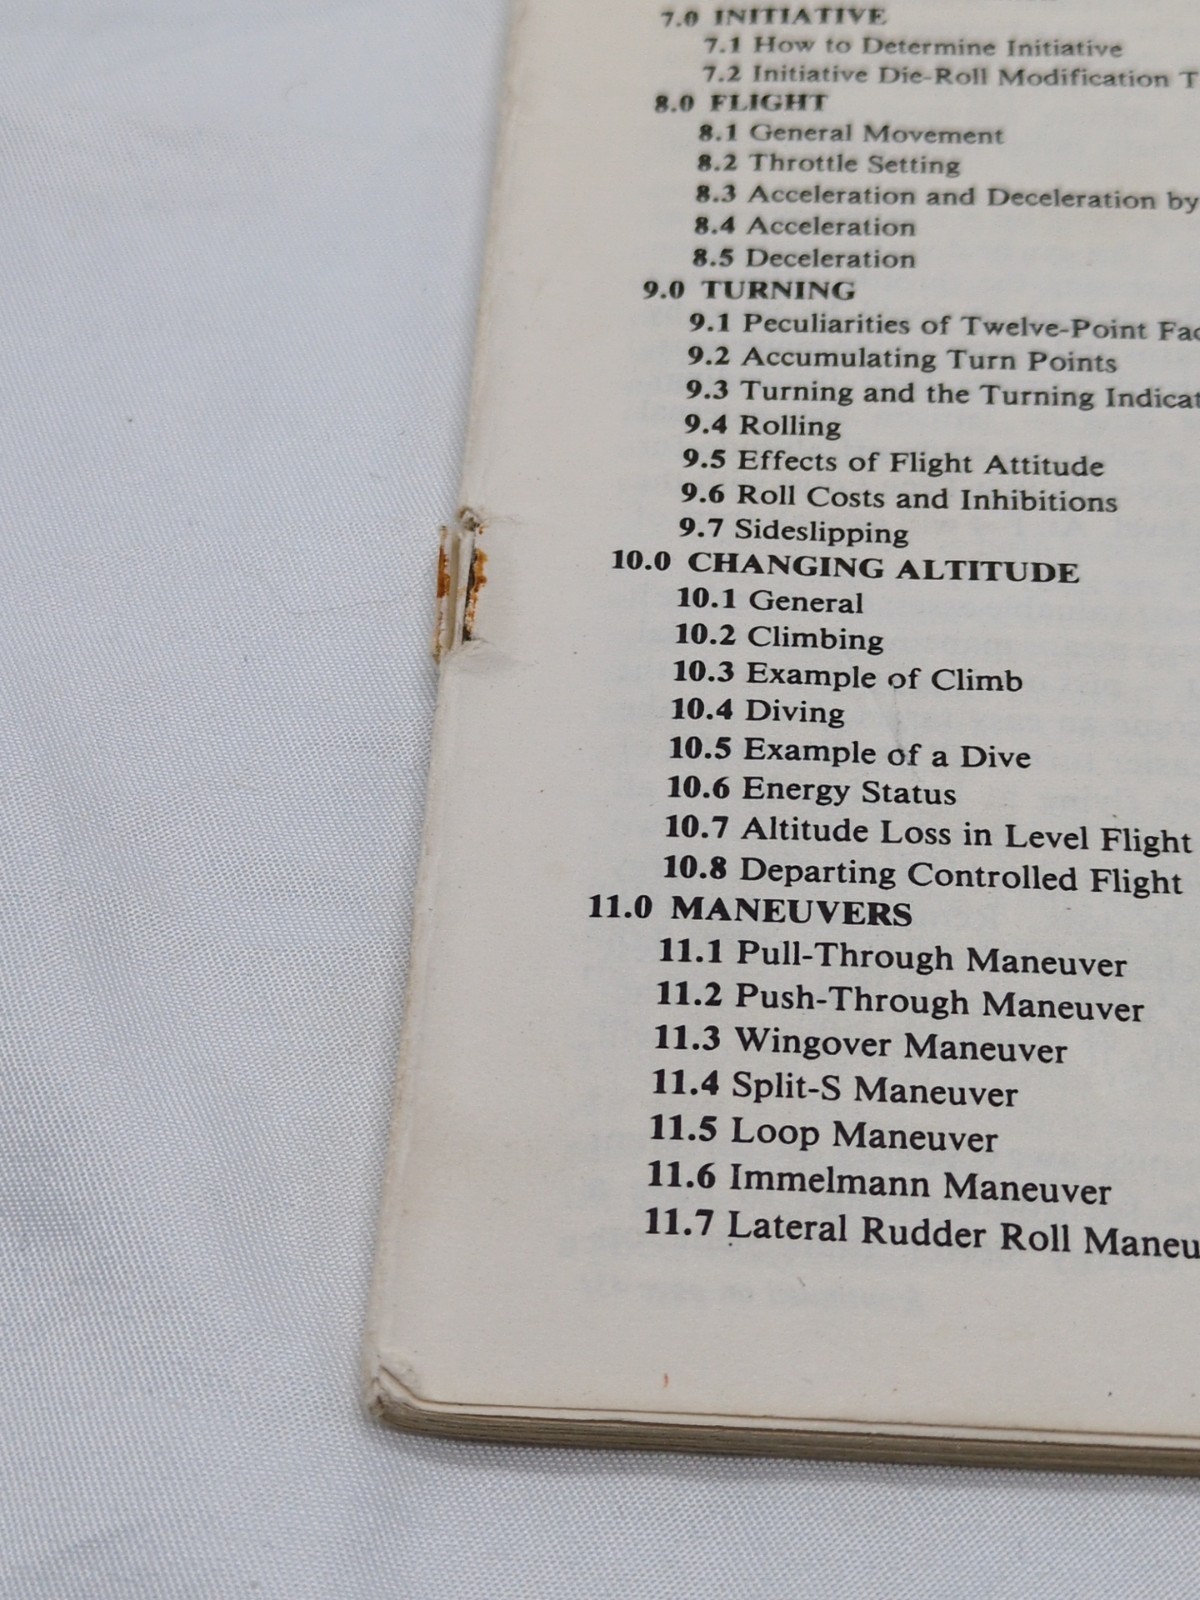 7.0 INITIATIVE
7.1 How to Determine Initiative
7.2 Initiative Die-Roll Modification
8.0 FLIGHT
8.1 General Movement
8.2 Throttle Setting
8.3 Acceleration and Deceleration by
8.4 Acceleration
8.5 Deceleration
9.0 TURNING
9.1 Peculiarities of Twelve-Point
9.2 Accumulating Turn Points
9.3 Turning and the Turning
9.4 Rolling
9.5 Effects of Flight Attitude
9.6 Roll Costs and Inhibitions
9.7 Sideslipping
10.0 CHANGING ALTITUDE
10.1 General
10.2 Climbing
10.3 Example of Climb
10.4 Diving
10.5 Example of a Dive
10.6 Energy Status
10.7 Altitude Loss in Level Flight
10.8 Departing Controlled Flight
11.0 MANEUVERS
11.1 Pull-Through Maneuver
11.2 Push-Through Maneuver
11.3 Wingover Maneuver
11.4 Split-S Maneuver
11.5 Loop Maneuver
11.6 Immelmann Maneuver
11.7 Lateral Rudder Roll